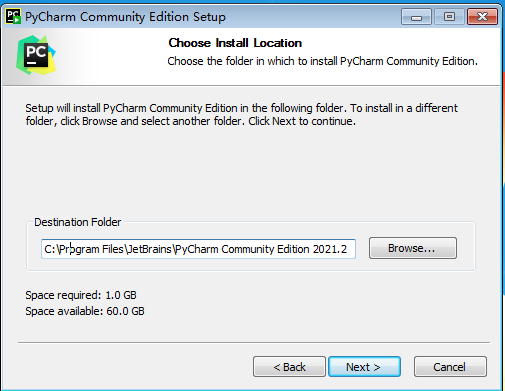 PC PyCharm Community Edition Setup
PC
Choose Install Location
Choose the folder in which to install PyCharm Community Edition.
Setup will install PyCharm Community Edition in the following folder. To install in a different
folder, click Browse and select another folder. Click Next to continue.
Destination Folder
C:\Program Files\JetBrains\PyCharm Community Edition 2021.2
Browse...
Space required: 1.0 GB
Space available: 60.0 GB
< Back
Next >
Cancel